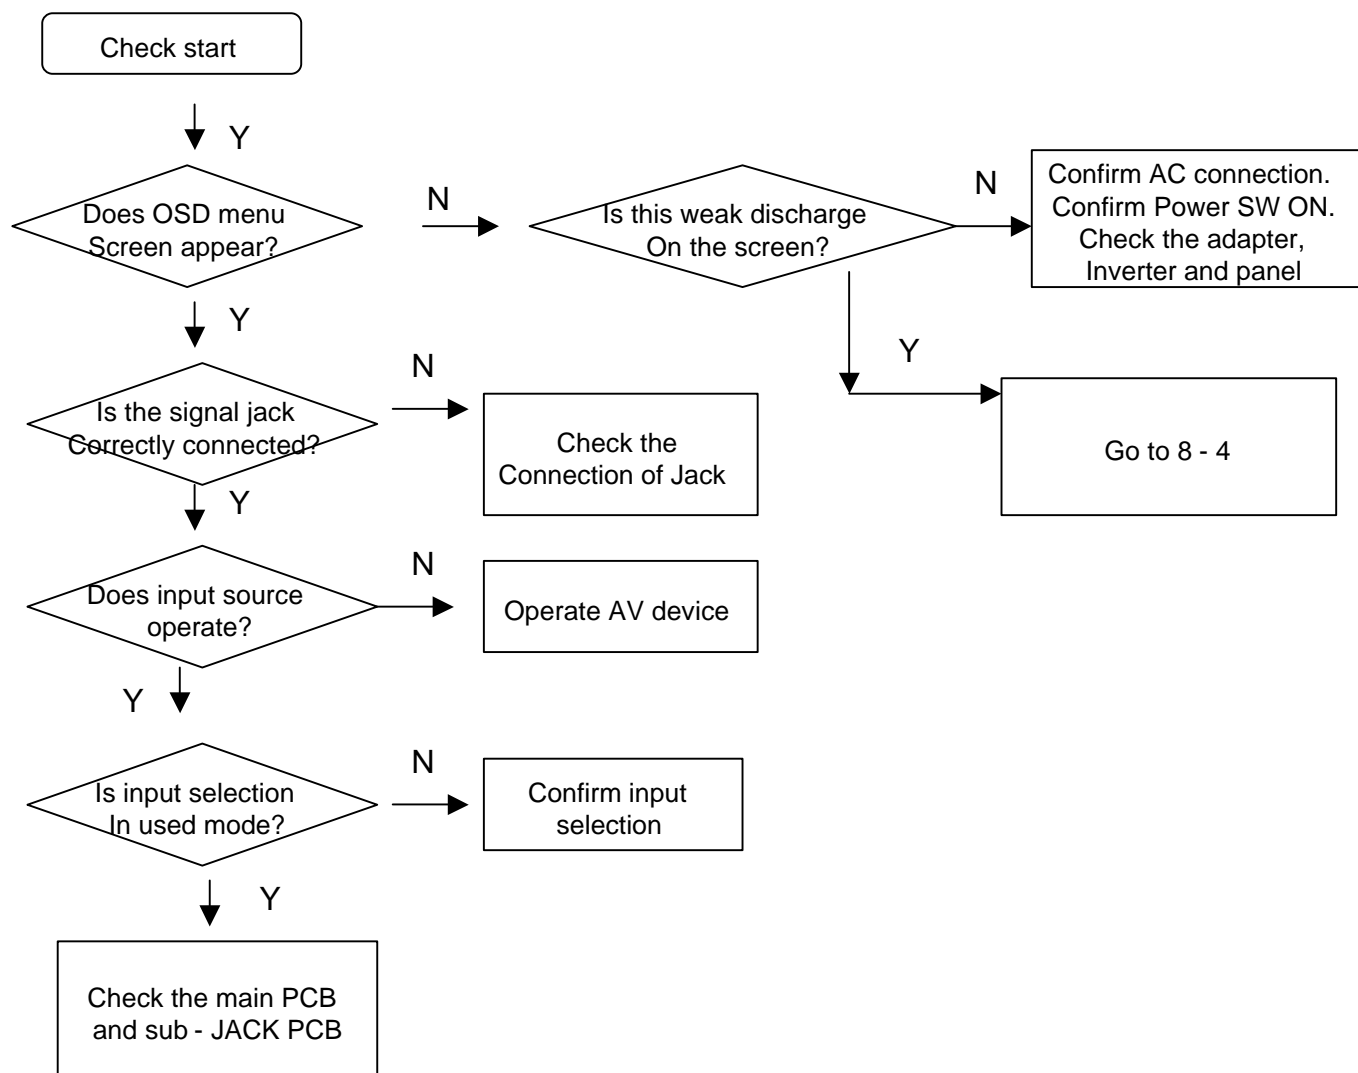 Check start
Y
Does OSD menu
Screen appear?
N
Is this weak discharge
On the screen?
N
Confirm AC connection.
Confirm Power SW ON.
Check the adapter,
Inverter and panel
Y
Y
Go to 8 - 4
Is the signal jack
Correctly connected?
N
Check the
Connection of Jack
Y
Does input source
operate?
N
Operate AV device
Y
Is input selection
In used mode?
N
Confirm input
selection
Y
Check the main PCB
and sub - JACK PCB